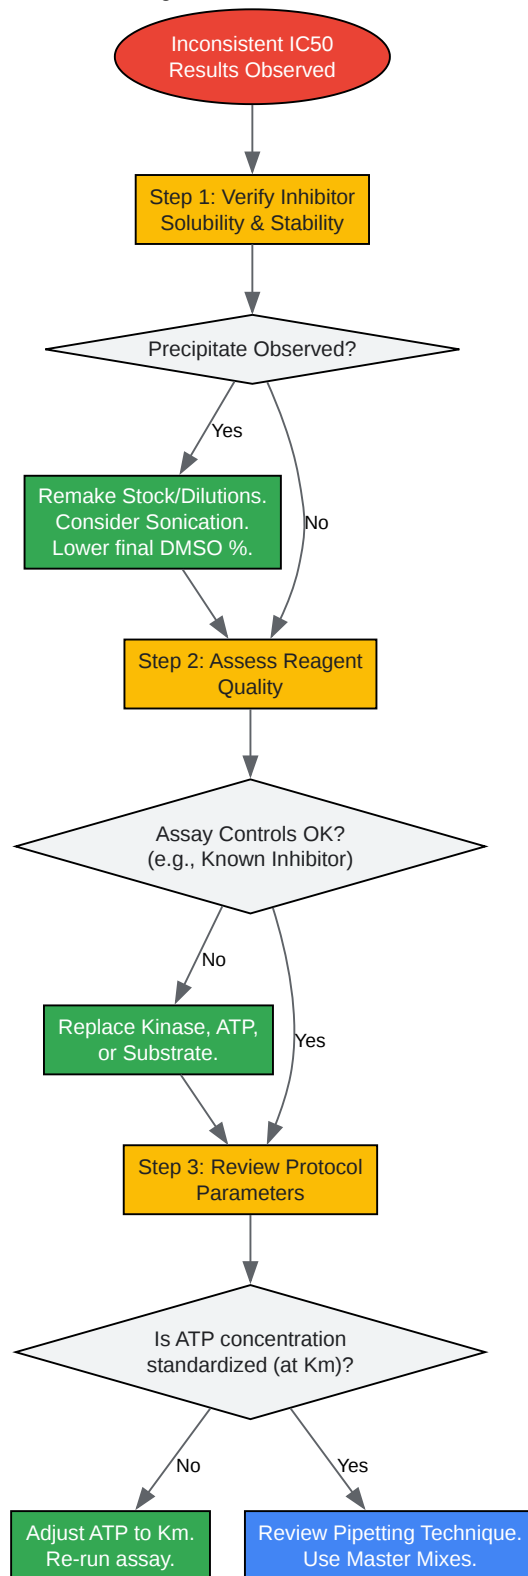 Inconsistent IC50
Results Observed
Step 1: Verify Inhibitor
Solubility & Stability
Precipitate Observed?
Yes
Remake Stock/Dilutions.
Consider Sonication.
Lower final DMSO %.
No
Step 2: Assess Reagent
Quality
Assay Controls OK?
(e.g., Known Inhibitor)
No
Replace Kinase, ATP,
or Substrate.
Yes
Step 3: Review Protocol
Parameters
Is ATP concentration
standardized (at Km)?
No
Yes
Adjust ATP to Km.
Re-run assay.
Review Pipetting Technique.
Use Master Mixes.